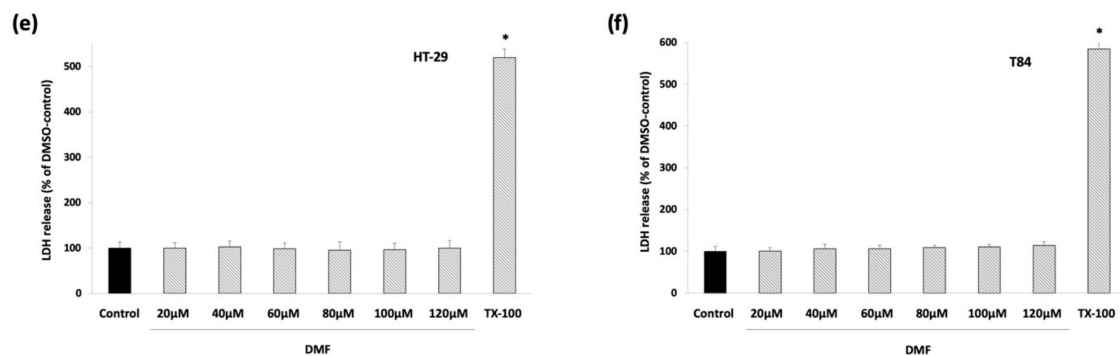 (e)
HT-29
*
LDH release (% of DMSO-control)
500
400
300
200
100
0
Control 20µM 40µM 60µM 80µM 100µM 120µM TX-100
DMF
(f)
T84
*
LDH release (% of DMSO-control)
600
500
400
300
200
100
0
Control 20µM 40µM 60µM 80µM 100µM 120µM TX-100
DMF